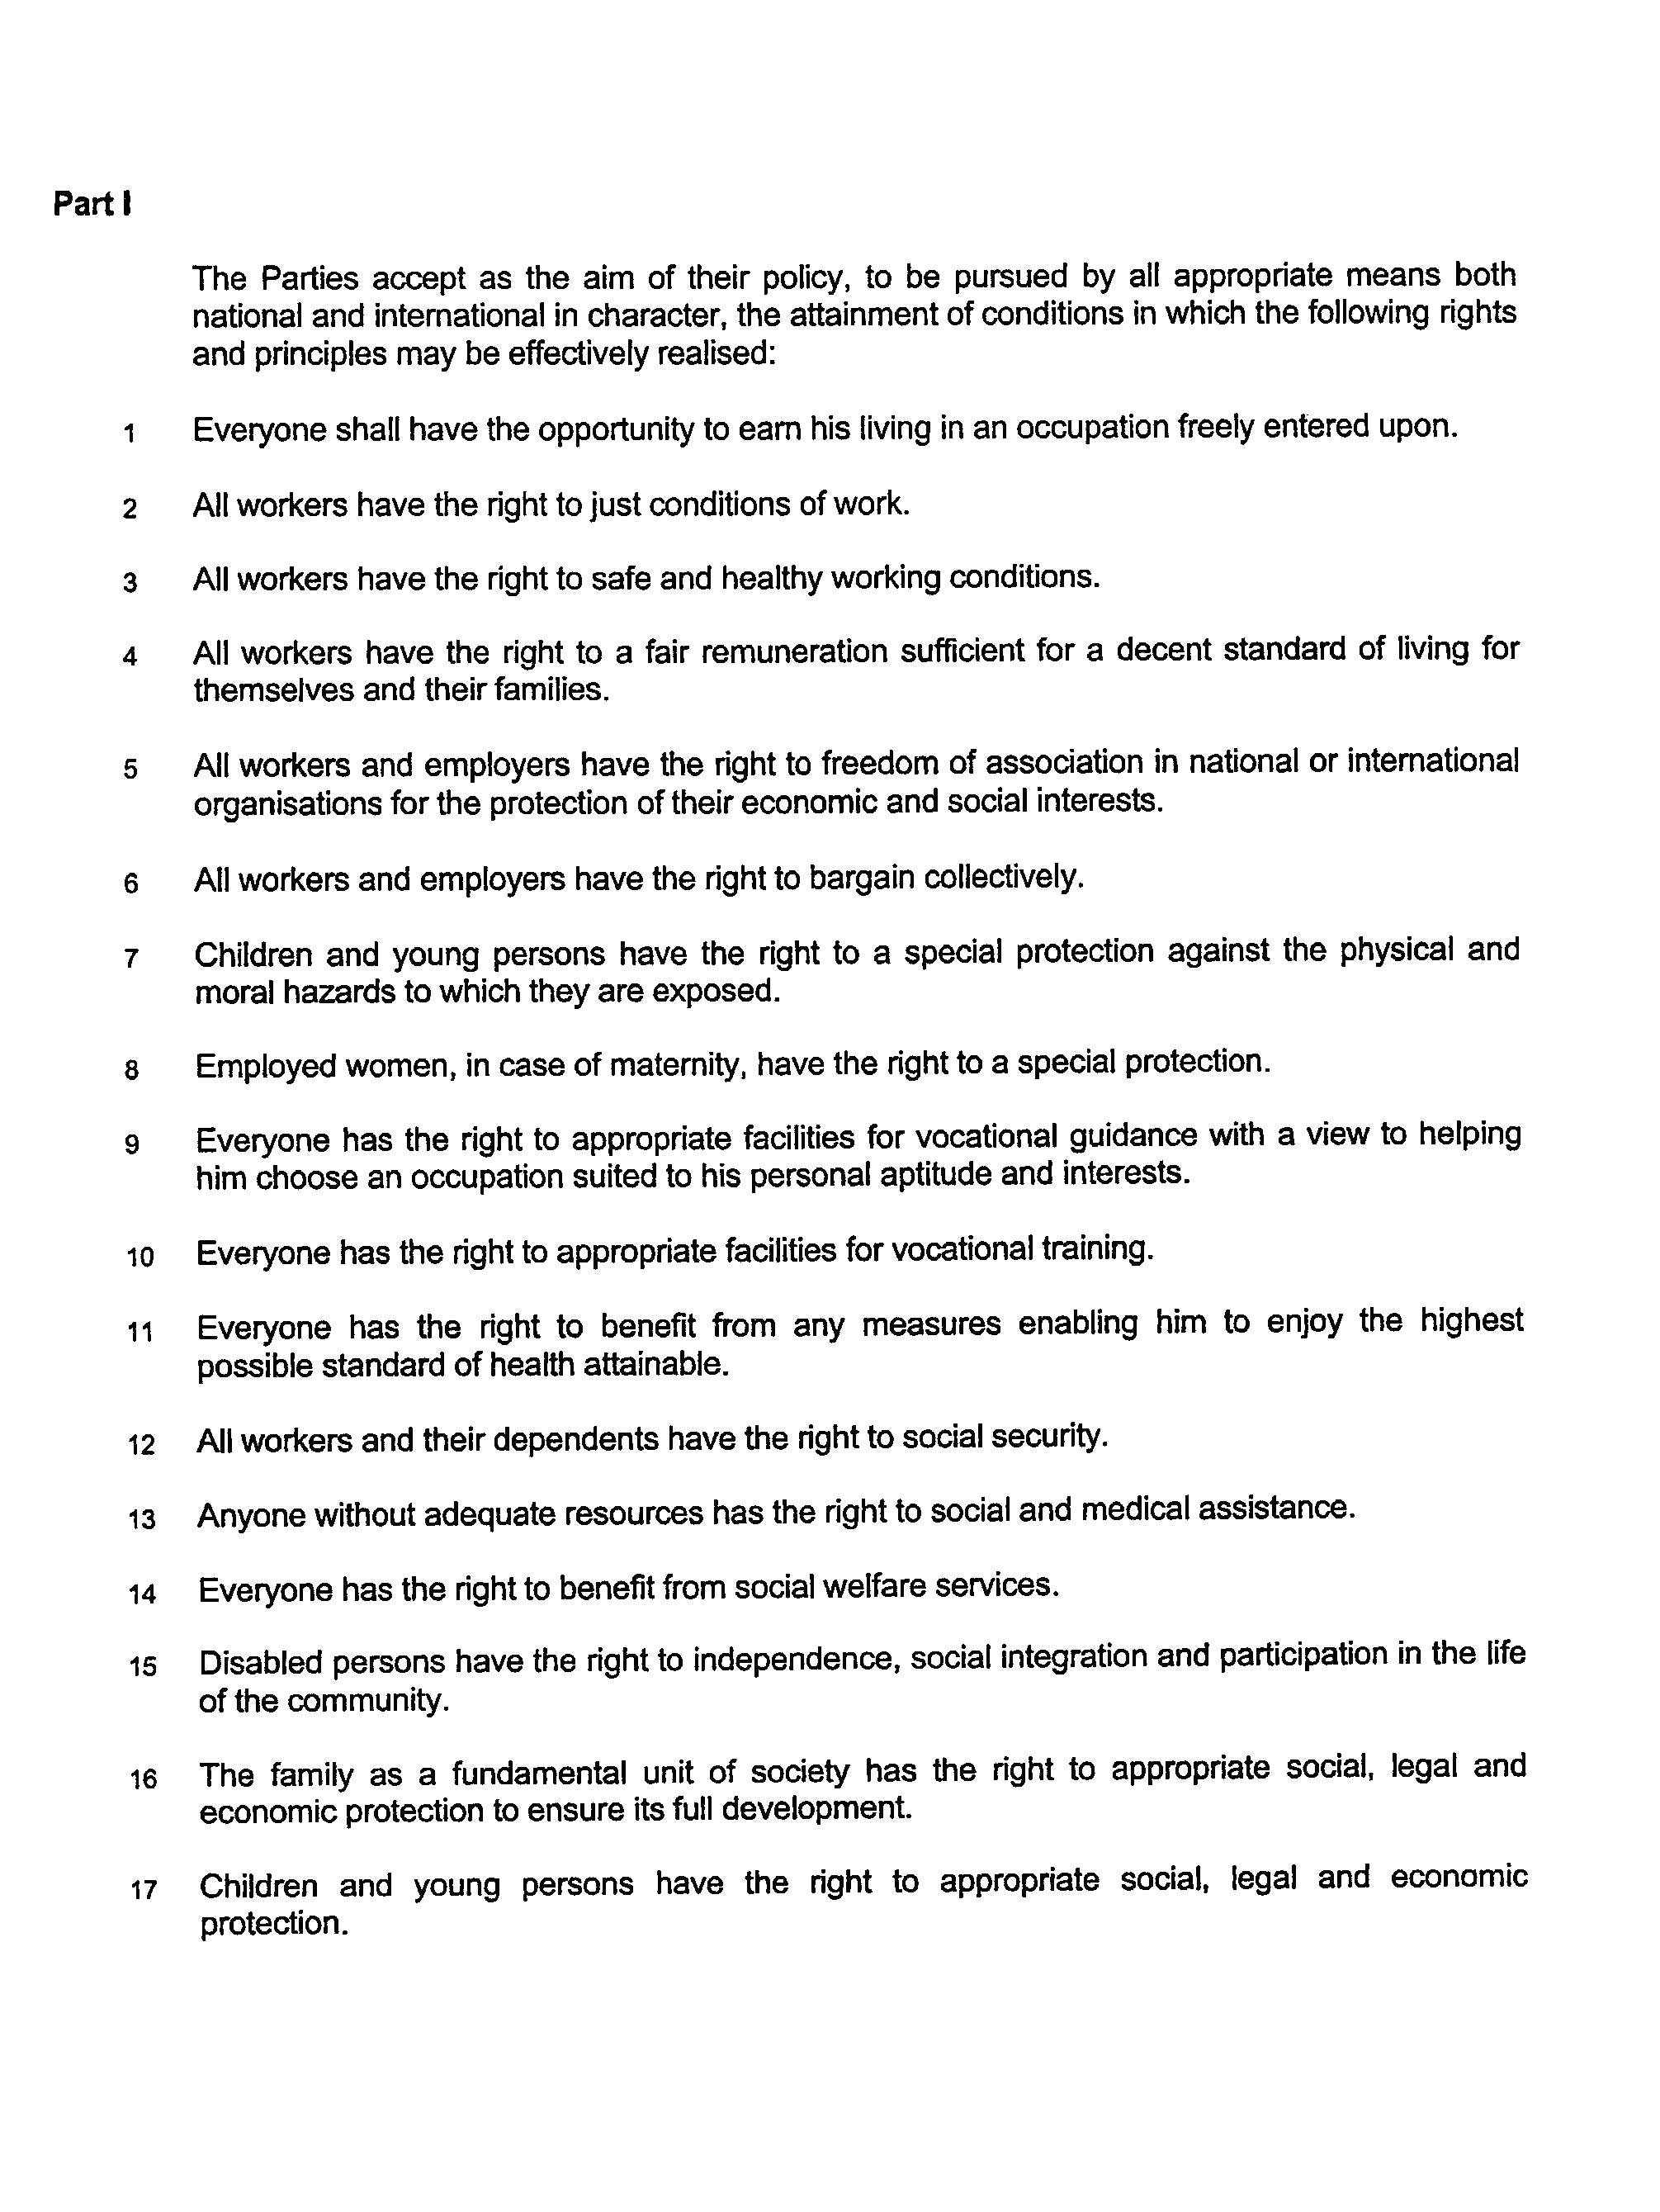 Part I
The Parties accept as the aim of their policy, to be pursued by all appropriate means both
national and international in character, the attainment of conditions in which the following rights
and principles may be effectively realised:
1 Everyone shall have the opportunity to earn his living in an occupation freely entered upon.
2 All workers have the right to just conditions of work.
3 All workers have the right to safe and healthy working conditions.
4 All workers have the right to a fair remuneration sufficient for a decent standard of living for
themselves and their families.
5 All workers and employers have the right to freedom of association in national or international
organisations for the protection of their economic and social interests.
6 All workers and employers have the right to bargain collectively.
7 Children and young persons have the right to a special protection against the physical and
moral hazards to which they are exposed.
8 Employed women, in case of maternity, have the right to a special protection.
9 Everyone has the right to appropriate facilities for vocational guidance with a view to helping
him choose an occupation suited to his personal aptitude and interests.
10 Everyone has the right to appropriate facilities for vocational training.
11 Everyone has the right to benefit from any measures enabling him to enjoy the highest
possible standard of health attainable.
12 All workers and their dependents have the right to social security.
13 Anyone without adequate resources has the right to social and medical assistance.
14 Everyone has the right to benefit from social welfare services.
15 Disabled persons have the right to independence, social integration and participation in the life
of the community.
16 The family as a fundamental unit of society has the right to appropriate social, legal and
economic protection to ensure its full development.
17 Children and young persons have the right to appropriate social, legal and economic
protection.